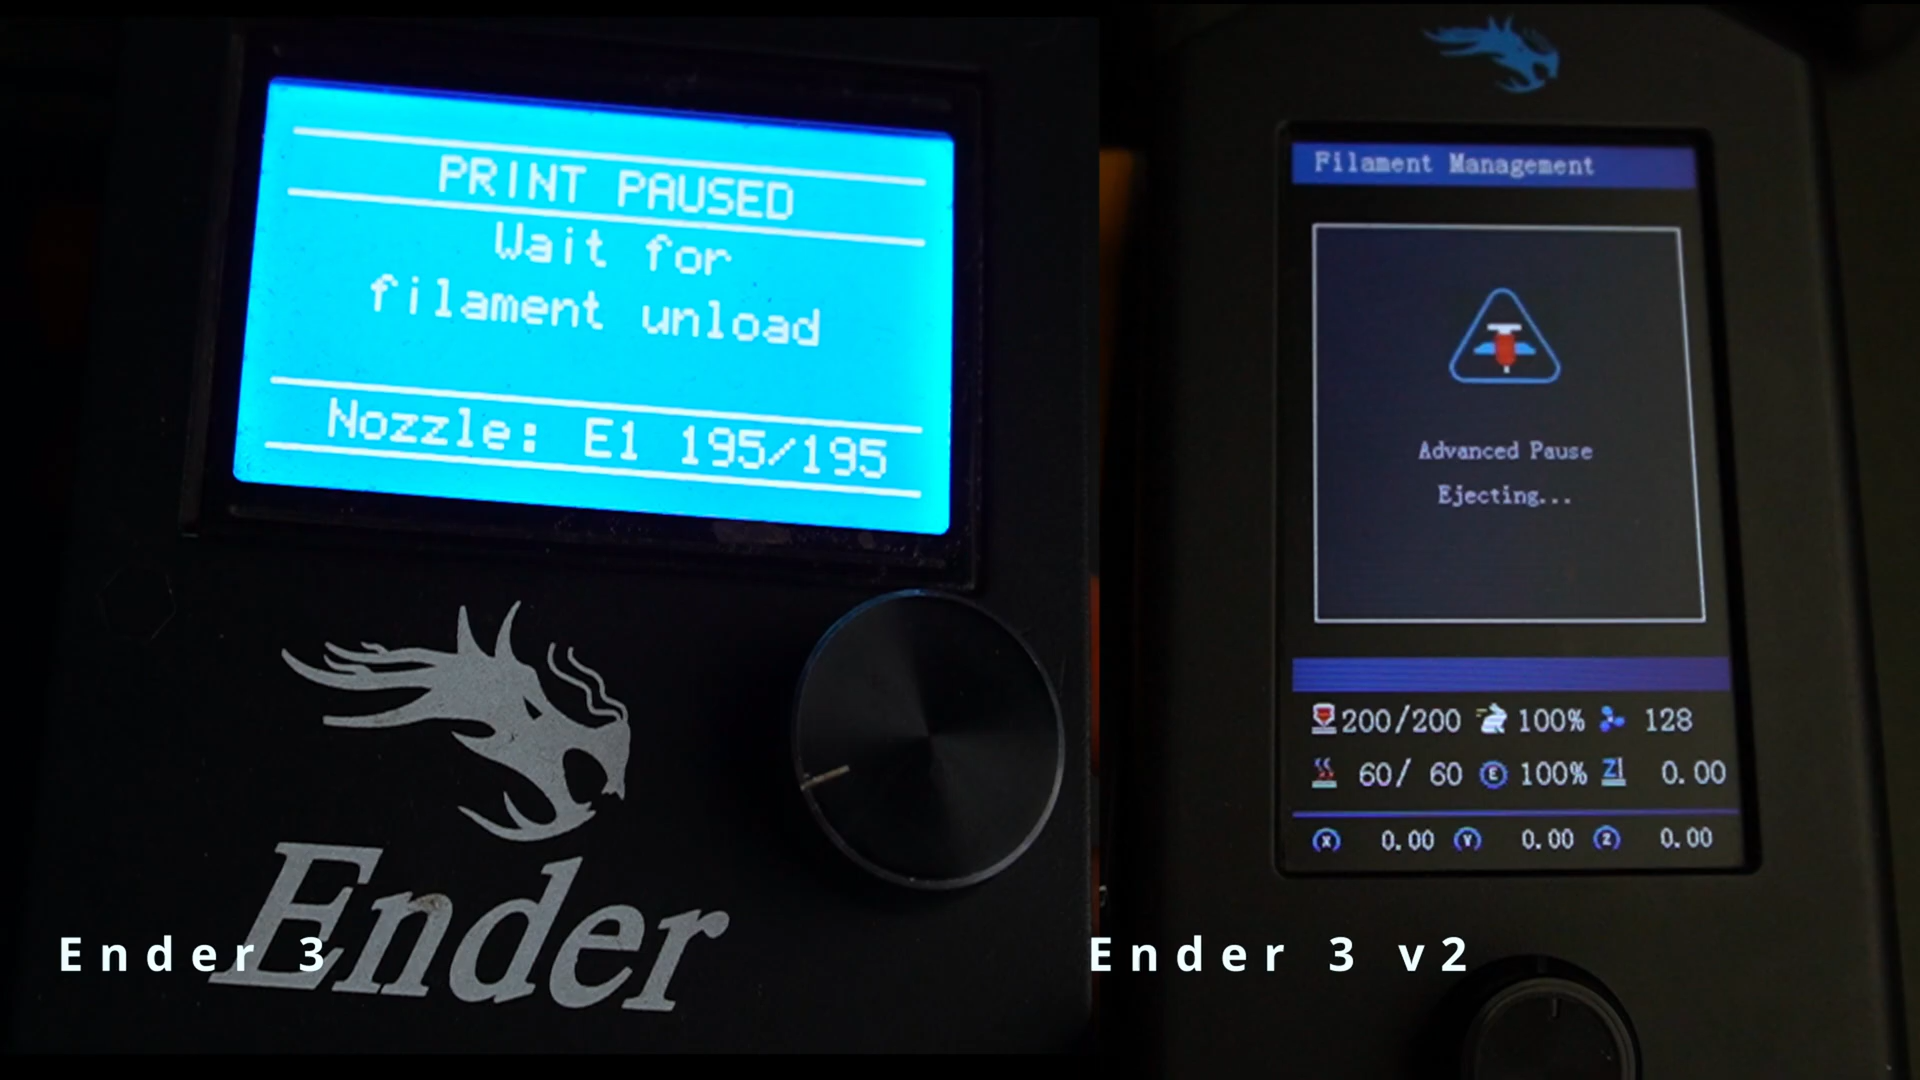 PRINT PAUSED
Wait for
filament unload
Nozzle: E1 195/195
Ender
Ender 3
Filament Management
Advanced Pause
Ejecting...
200/200 100% 128
60/ 60 E 100% Z 0.00
X 0.00 Y 0.00 Z 0.00
Ender 3 v2